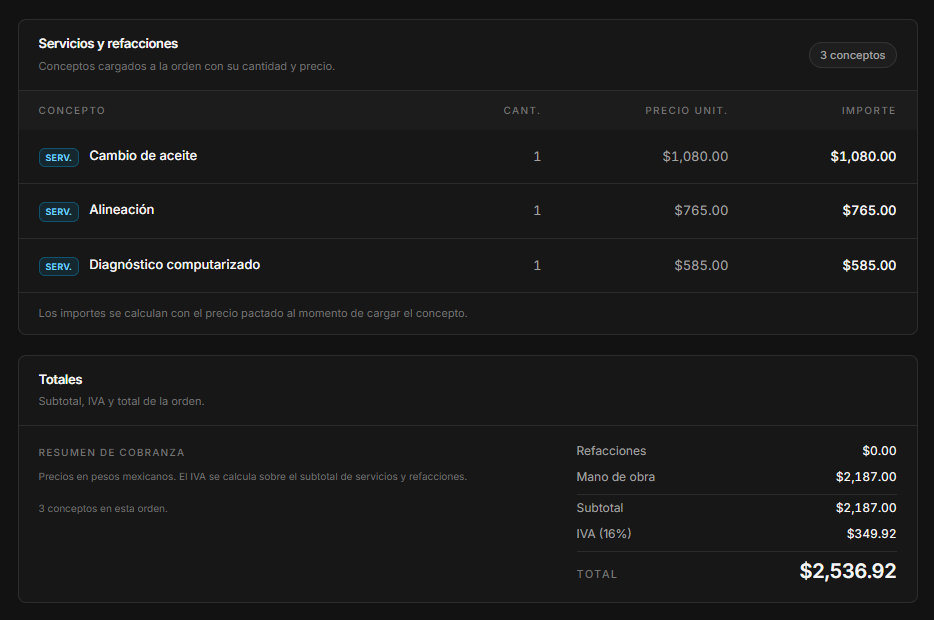 Servicios y refacciones
Conceptos cargados a la orden con su cantidad y precio.
3 conceptos
CONCEPTO CANT. PRECIO UNIT. IMPORTE
SERV. Cambio de aceite 1 $1,080.00 $1,080.00
SERV. Alineación 1 $765.00 $765.00
SERV. Diagnóstico computarizado 1 $585.00 $585.00
Los importes se calculan con el precio pactado al momento de cargar el concepto.
Totales
Subtotal, IVA y total de la orden.
RESUMEN DE COBRANZA
Precios en pesos mexicanos. El IVA se calcula sobre el subtotal de servicios y refacciones.
3 conceptos en esta orden.
Refacciones $0.00
Mano de obra $2,187.00
Subtotal $2,187.00
IVA (16%) $349.92
TOTAL $2,536.92